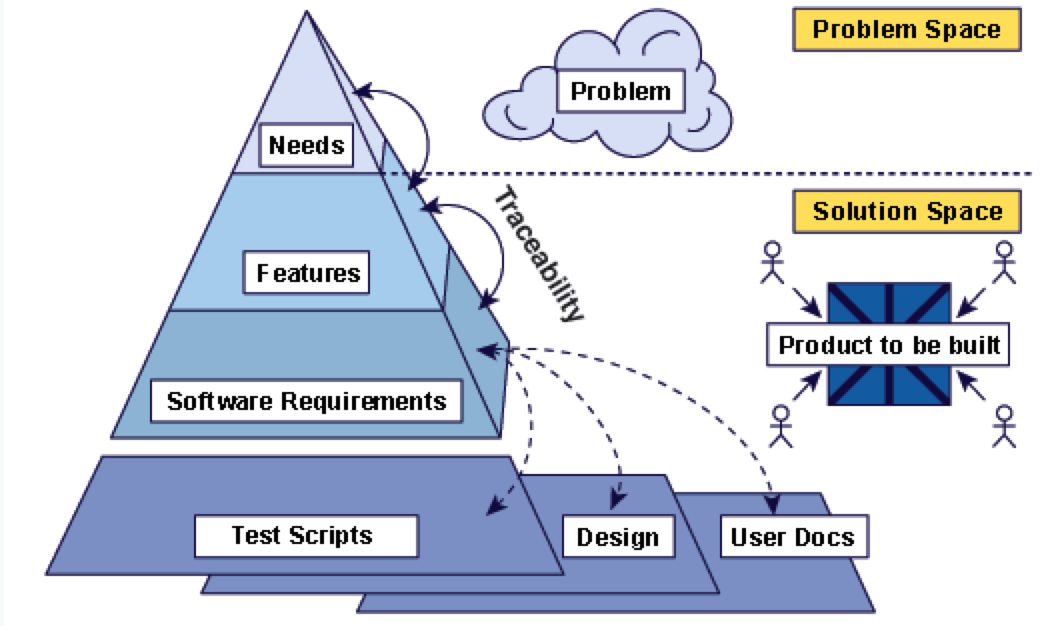 Problem Space
Problem
Needs
Solution Space
Traceability
Features
Product to be built
Software Requirements
Test Scripts
Design
User Docs